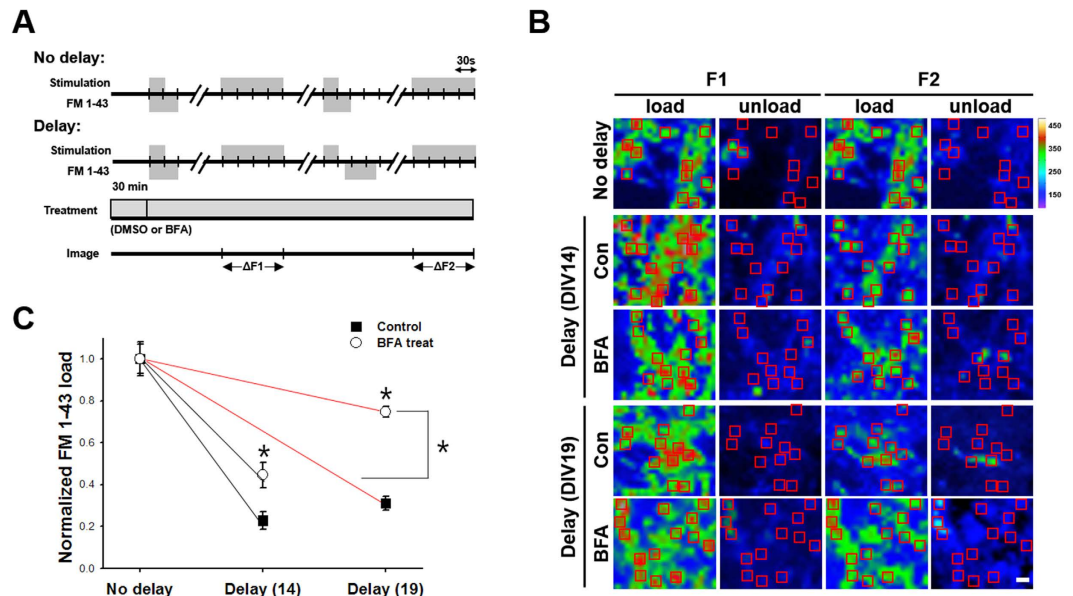 A
No delay:
30s
Stimulation
FM 1-43
Delay:
Stimulation
FM 1-43
30 min
Treatment
(DMSO or BFA)
Image
ΔF1
ΔF2
B
F1
F2
load
unload
load
unload
No delay
Delay (DIV14)
Con
BFA
Delay (DIV19)
Con
BFA
450
350
250
150
C
Control
BFA treat
Normalized FM 1-43 load
1.0
0.8
0.6
0.4
0.2
0.0
*
*
*
No delay
Delay (14)
Delay (19)